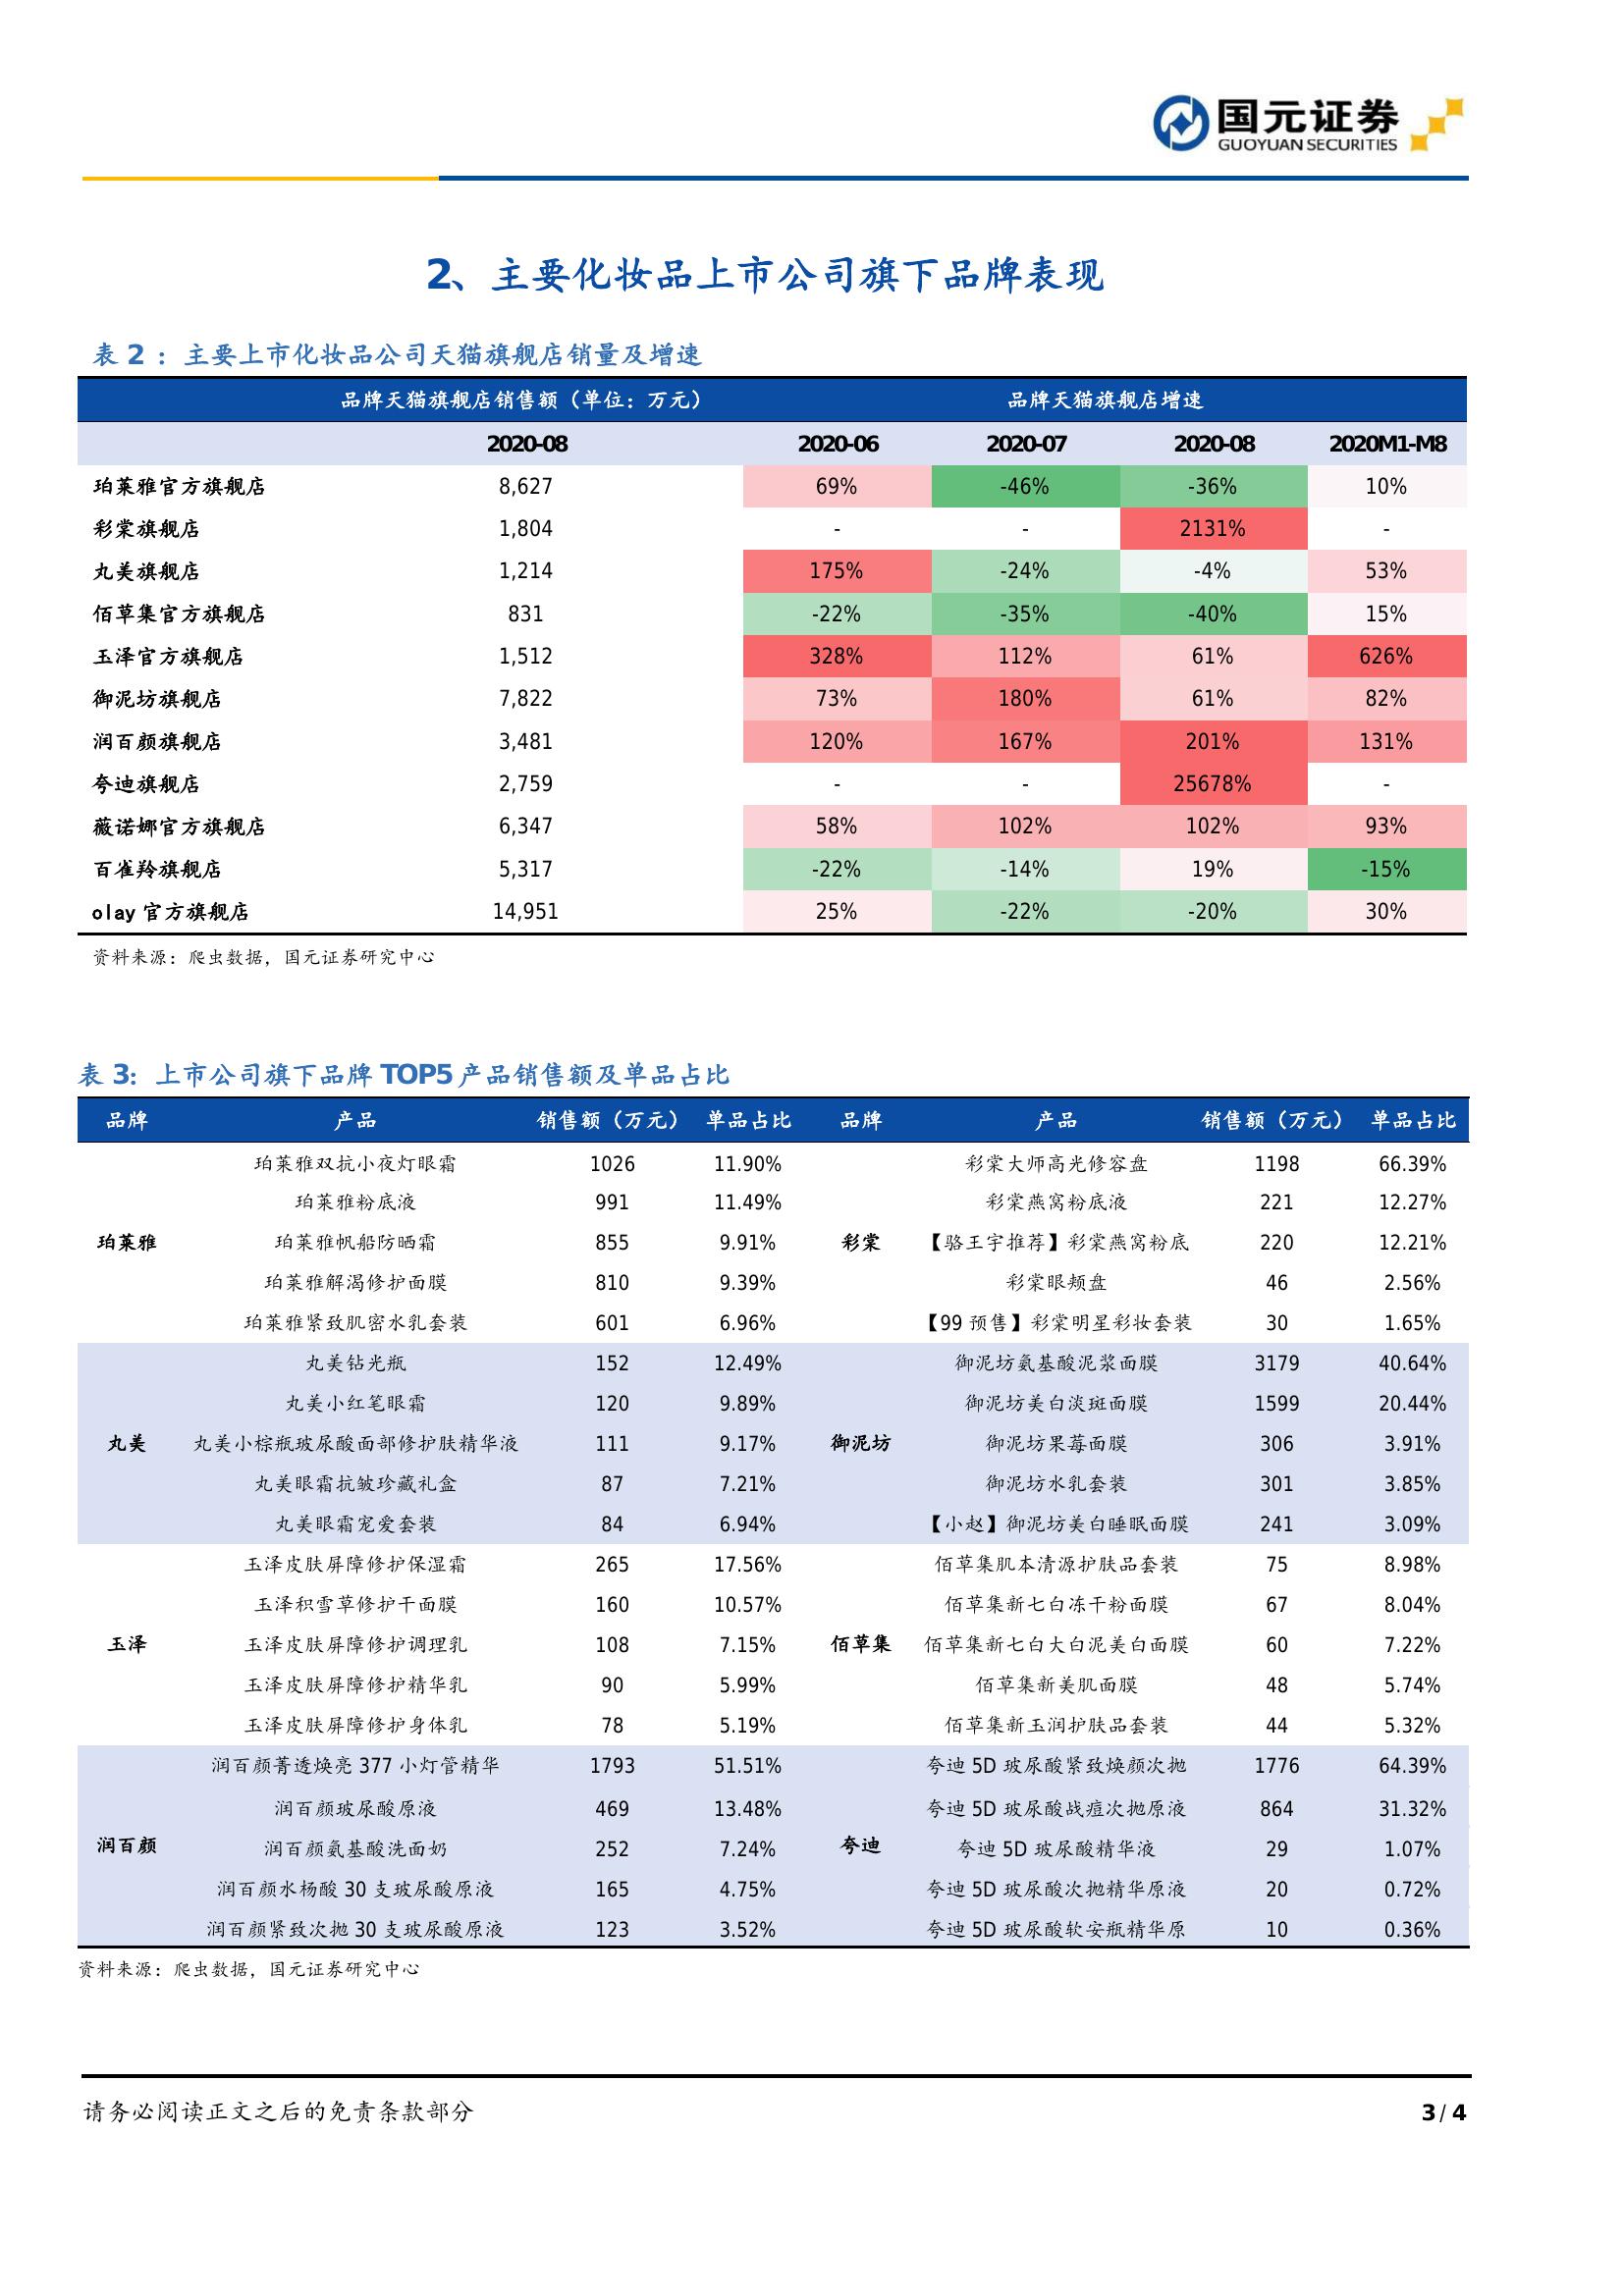 国元证券
GUOYUAN SECURITIES
2、主要化妆品上市公司旗下品牌表现
表 2 ：主要上市化妆品公司天猫旗舰店销量及增速
品牌天猫旗舰店销售额（单位：万元） 品牌天猫旗舰店增速
2020-08 2020-06 2020-07 2020-08 2020M1-M8
珀莱雅官方旗舰店 8,627 69% -46% -36% 10%
彩棠旗舰店 1,804 - - 2131% -
丸美旗舰店 1,214 175% -24% -4% 53%
佰草集官方旗舰店 831 -22% -35% -40% 15%
玉泽官方旗舰店 1,512 328% 112% 61% 626%
御泥坊旗舰店 7,822 73% 180% 61% 82%
润百颜旗舰店 3,481 120% 167% 201% 131%
夸迪旗舰店 2,759 - - 25678% -
薇诺娜官方旗舰店 6,347 58% 102% 102% 93%
百雀羚旗舰店 5,317 -22% -14% 19% -15%
olay 官方旗舰店 14,951 25% -22% -20% 30%
资料来源：爬虫数据，国元证券研究中心
表 3：上市公司旗下品牌 TOP5 产品销售额及单品占比
品牌 产品 销售额（万元） 单品占比 品牌 产品 销售额（万元） 单品占比
珀莱雅双抗小夜灯眼霜 1026 11.90% 彩棠大师高光修容盘 1198 66.39%
珀莱雅粉底液 991 11.49% 彩棠燕窝粉底液 221 12.27%
珀莱雅 珀莱雅帆船防晒霜 855 9.91% 彩棠 【骆王宇推荐】彩棠燕窝粉底 220 12.21%
珀莱雅解渴修护面膜 810 9.39% 彩棠眼颊盘 46 2.56%
珀莱雅紧致肌密水乳套装 601 6.96% 【99 预售】彩棠明星彩妆套装 30 1.65%
丸美钻光瓶 152 12.49% 御泥坊氨基酸泥浆面膜 3179 40.64%
丸美小红笔眼霜 120 9.89% 御泥坊美白淡斑面膜 1599 20.44%
丸美 丸美小棕瓶玻尿酸面部修护肤精华液 111 9.17% 御泥坊 御泥坊果莓面膜 306 3.91%
丸美眼霜抗皱珍藏礼盒 87 7.21% 御泥坊水乳套装 301 3.85%
丸美眼霜宠爱套装 84 6.94% 【小赵】御泥坊美白睡眠面膜 241 3.09%
玉泽皮肤屏障修护保湿霜 265 17.56% 佰草集肌本清源护肤品套装 75 8.98%
玉泽积雪草修护干面膜 160 10.57% 佰草集新七白冻干粉面膜 67 8.04%
玉泽 玉泽皮肤屏障修护调理乳 108 7.15% 佰草集 佰草集新七白大白泥美白面膜 60 7.22%
玉泽皮肤屏障修护精华乳 90 5.99% 佰草集新美肌面膜 48 5.74%
玉泽皮肤屏障修护身体乳 78 5.19% 佰草集新玉润护肤品套装 44 5.32%
润百颜菁透焕亮 377 小灯管精华 1793 51.51% 夸迪 5D 玻尿酸紧致焕颜次抛 1776 64.39%
润百颜玻尿酸原液 469 13.48% 夸迪 5D 玻尿酸战痘次抛原液 864 31.32%
润百颜 润百颜氨基酸洗面奶 252 7.24% 夸迪 夸迪 5D 玻尿酸精华液 29 1.07%
润百颜水杨酸 30 支玻尿酸原液 165 4.75% 夸迪 5D 玻尿酸次抛精华原液 20 0.72%
润百颜紧致次抛 30 支玻尿酸原液 123 3.52% 夸迪 5D 玻尿酸软安瓶精华原 10 0.36%
资料来源：爬虫数据，国元证券研究中心
请务必阅读正文之后的免责条款部分 3 / 4